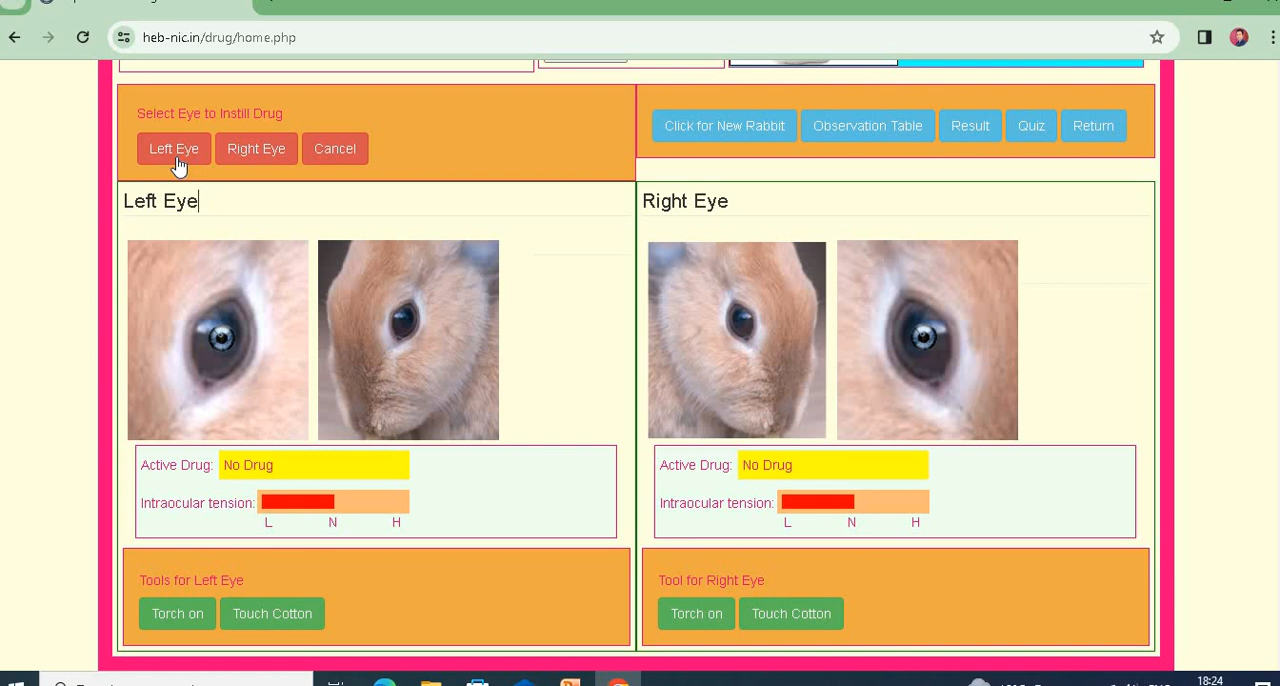 heb-nic.in/drug/home.php
Select Eye to Instill Drug
Left Eye Right Eye Cancel
Click for New Rabbit Observation Table Result Quiz Return
Left Eye
Right Eye
Active Drug: No Drug
Intraocular tension:
L N H
Active Drug: No Drug
Intraocular tension:
L N H
Tools for Left Eye
Torch on Touch Cotton
Tool for Right Eye
Torch on Touch Cotton
18:24